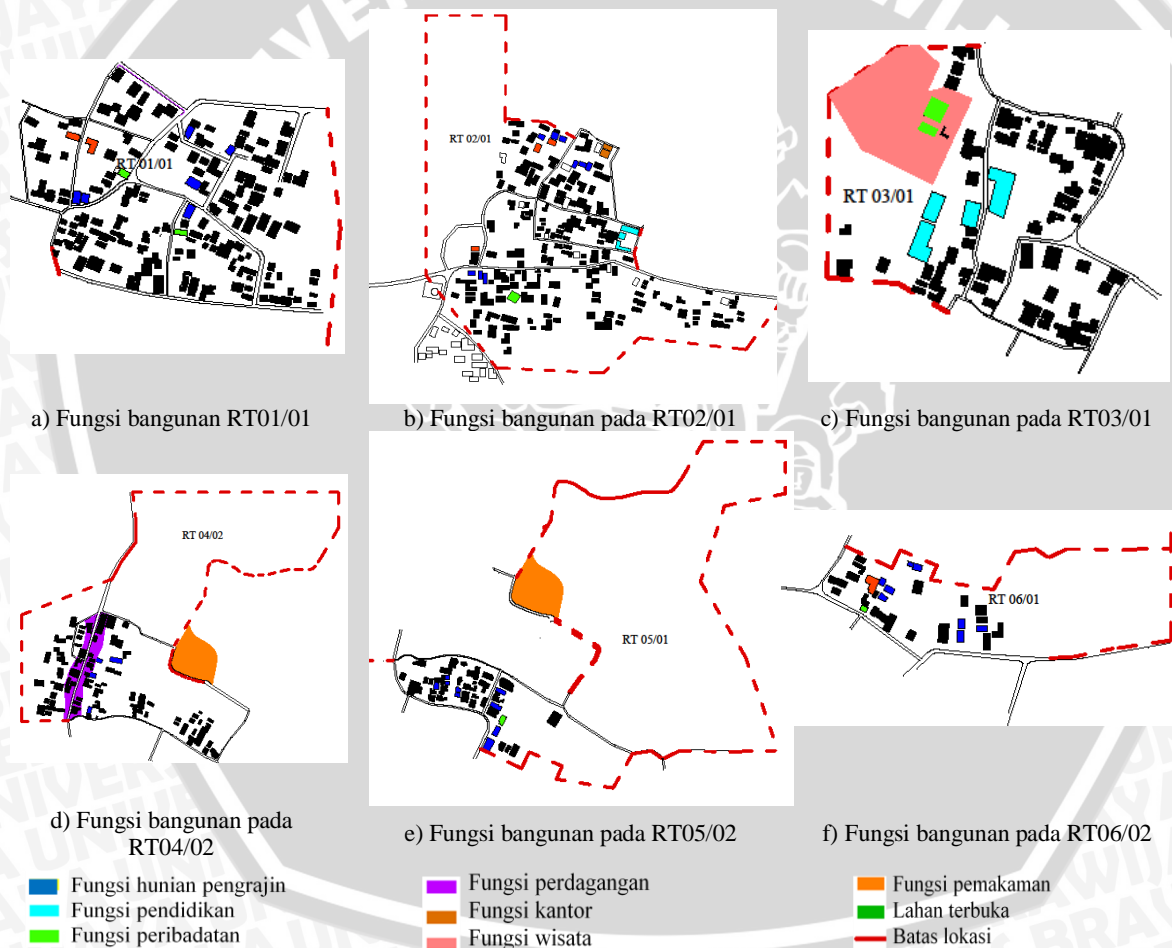 RT 01/01
RT 02/01
RT 03/01
a) Fungsi bangunan RT01/01
b) Fungsi bangunan pada RT02/01
c) Fungsi bangunan pada RT03/01
RT 04/02
RT 05/01
RT 06/01
d) Fungsi bangunan pada
RT04/02
e) Fungsi bangunan pada RT05/02
f) Fungsi bangunan pada RT06/02
Fungsi hunian pengrajin
Fungsi pendidikan
Fungsi peribadatan
Fungsi perdagangan
Fungsi kantor
Fungsi wisata
Fungsi pemakaman
Lahan terbuka
Batas lokasi